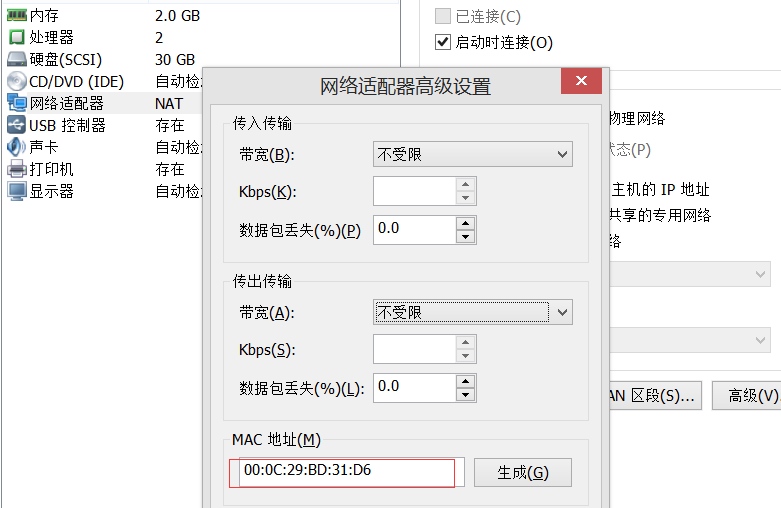 内存 2.0 GB
处理器 2
硬盘(SCSI) 30 GB
CD/DVD (IDE) 自动检
网络适配器 NAT
USB 控制器 存在
声卡 自动检
打印机 存在
显示器 自动检
已连接(C)
启动时连接(O)
物理网络
状态(P)
主机的 IP 地址
共享的专用网络
络
AN 区段(S)...
高级(V).
网络适配器高级设置
传入传输
带宽(B): 不受限
Kbps(K):
数据包丢失(%)(P) 0.0
传出传输
带宽(A): 不受限
Kbps(S):
数据包丢失(%)(L): 0.0
MAC 地址(M)
00:0C:29:BD:31:D6 生成(G)